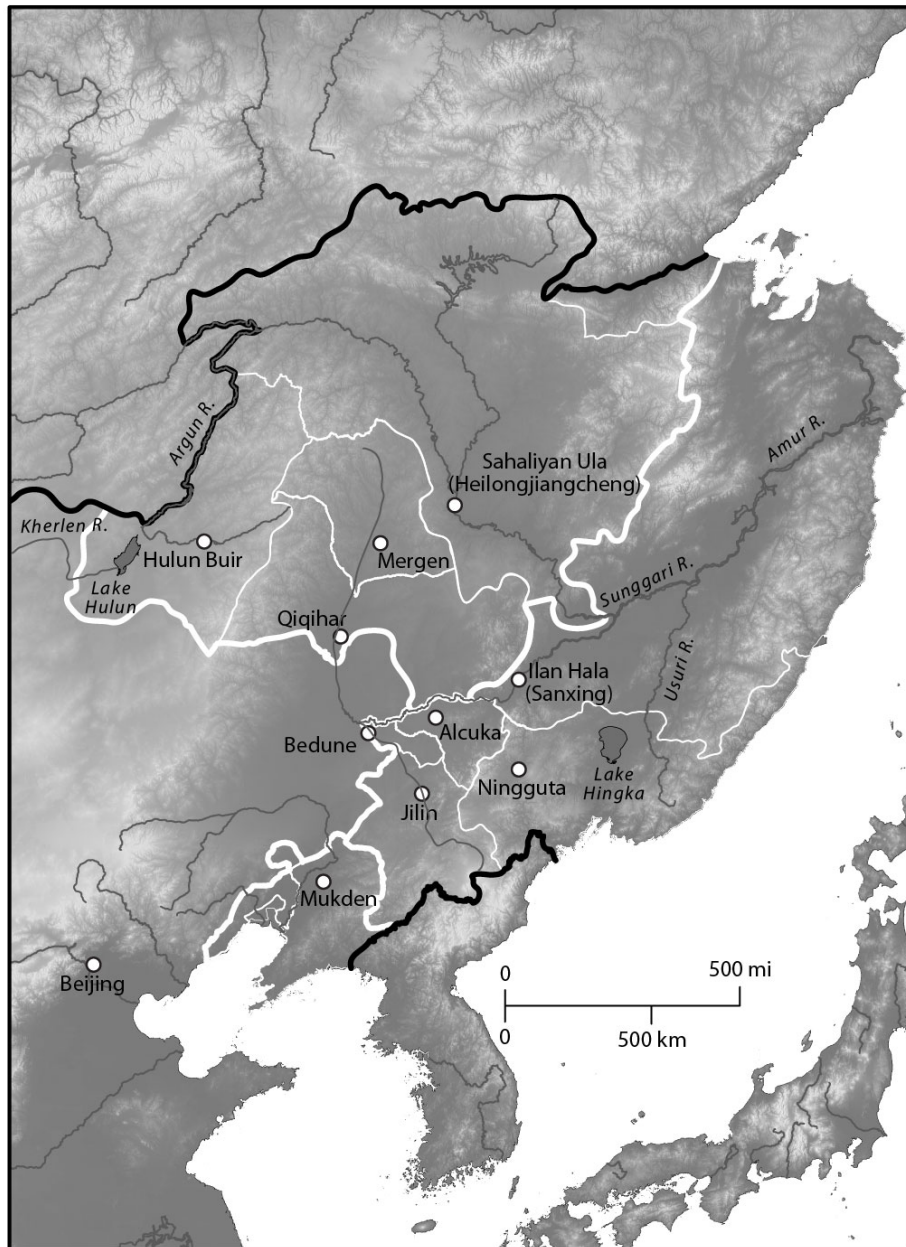 Argun R.
Amur R.
Sahaliyan Ula
(Heilongjiangcheng)
Kherlen R.
Hulun Buir
Mergen
Lake
Hulun
Sunggari R.
Qiqihar
Ilan Hala
(Sanxing)
Usuri R.
Alcuka
Bedune
Ningguta
Lake
Hingka
Jilin
Mukden
Beijing
0
500 mi
0
500 km